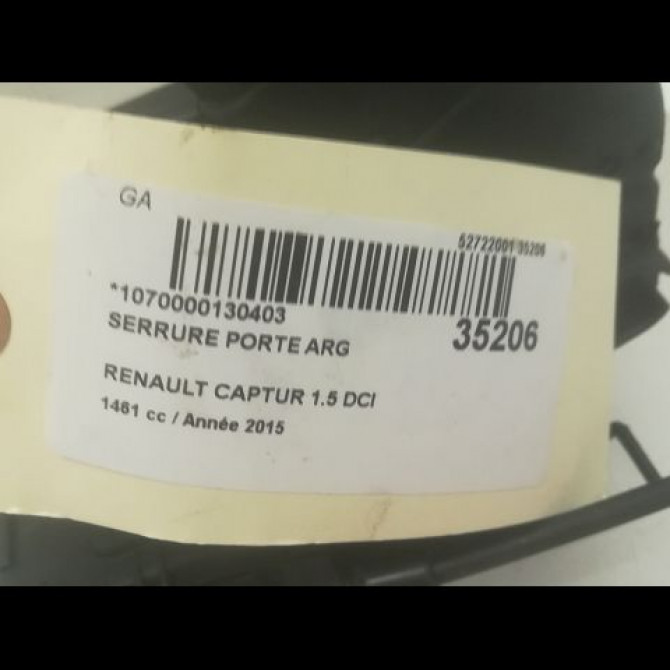 GA
52722001 35206
*1070000130403
35206
SERRURE PORTE ARG
RENAULT CAPTUR 1.5 DCI
1461 cc / Année 2015